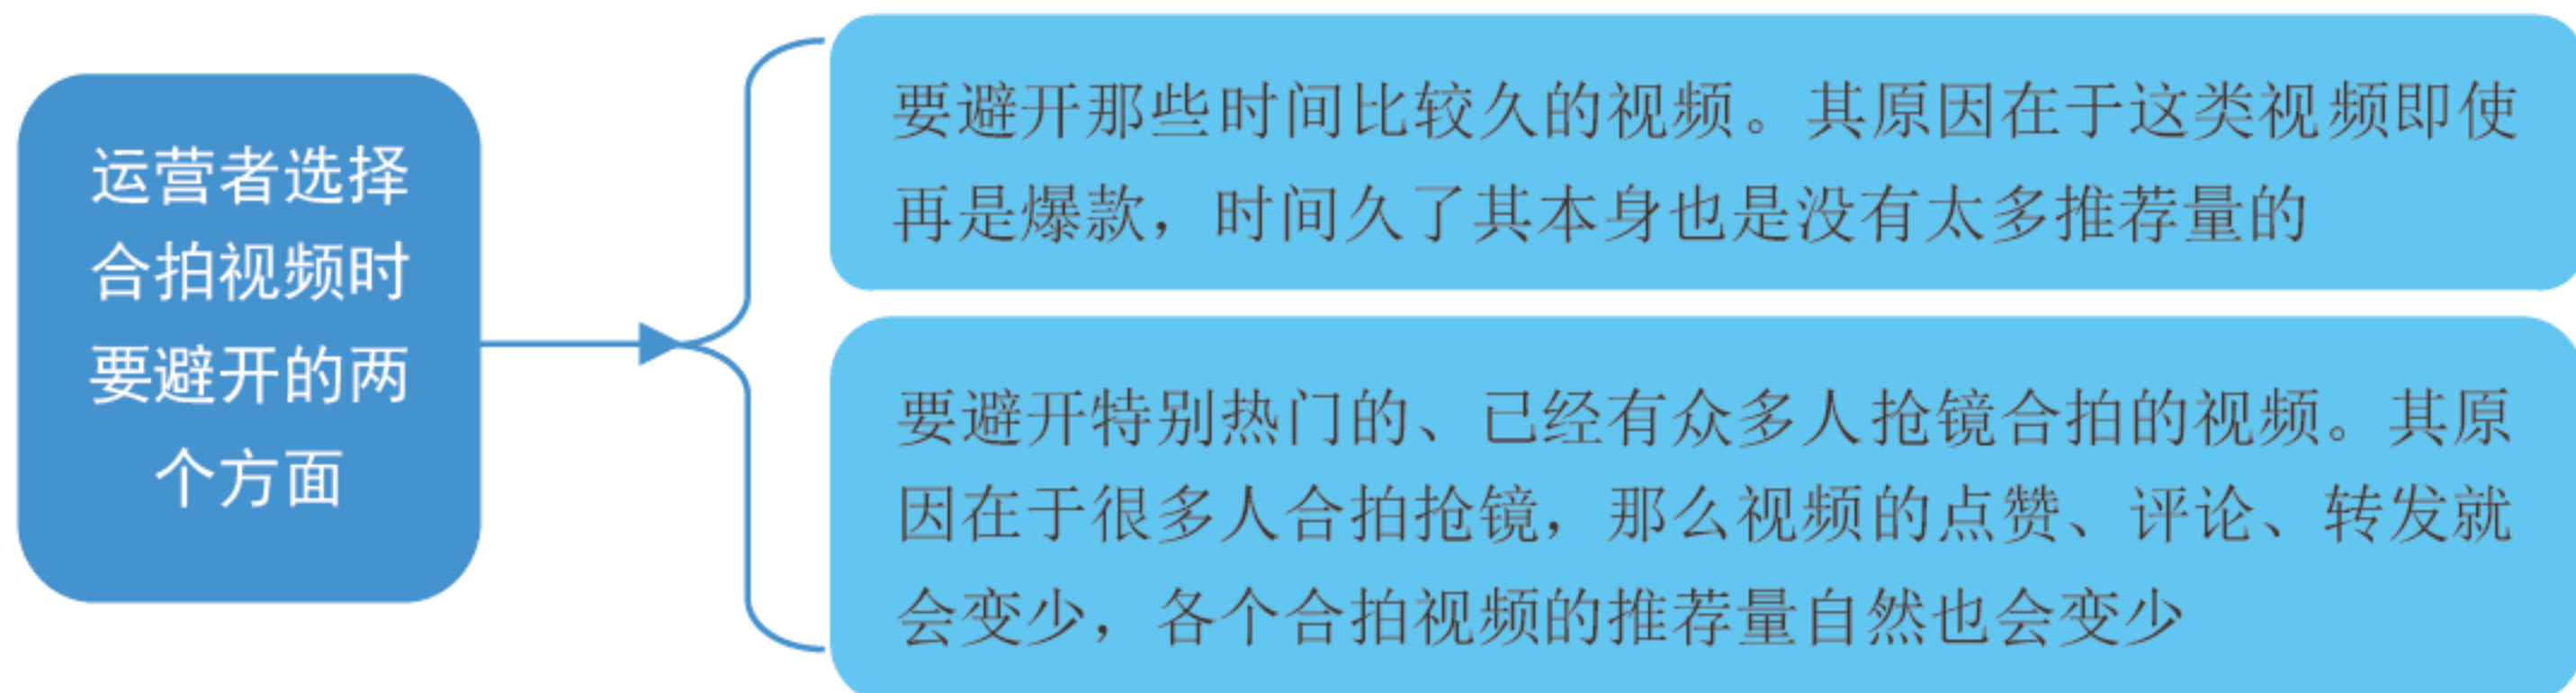 运营者选择
合拍视频时
要避开的两
个方面
要避开那些时间比较久的视频。其原因在于这类视频即使
再是爆款，时间久了其本身也是没有太多推荐量的
要避开特别热门的、已经有众多人抢镜合拍的视频。其原
因在于很多人合拍抢镜，那么视频的点赞、评论、转发就
会变少，各个合拍视频的推荐量自然也会变少